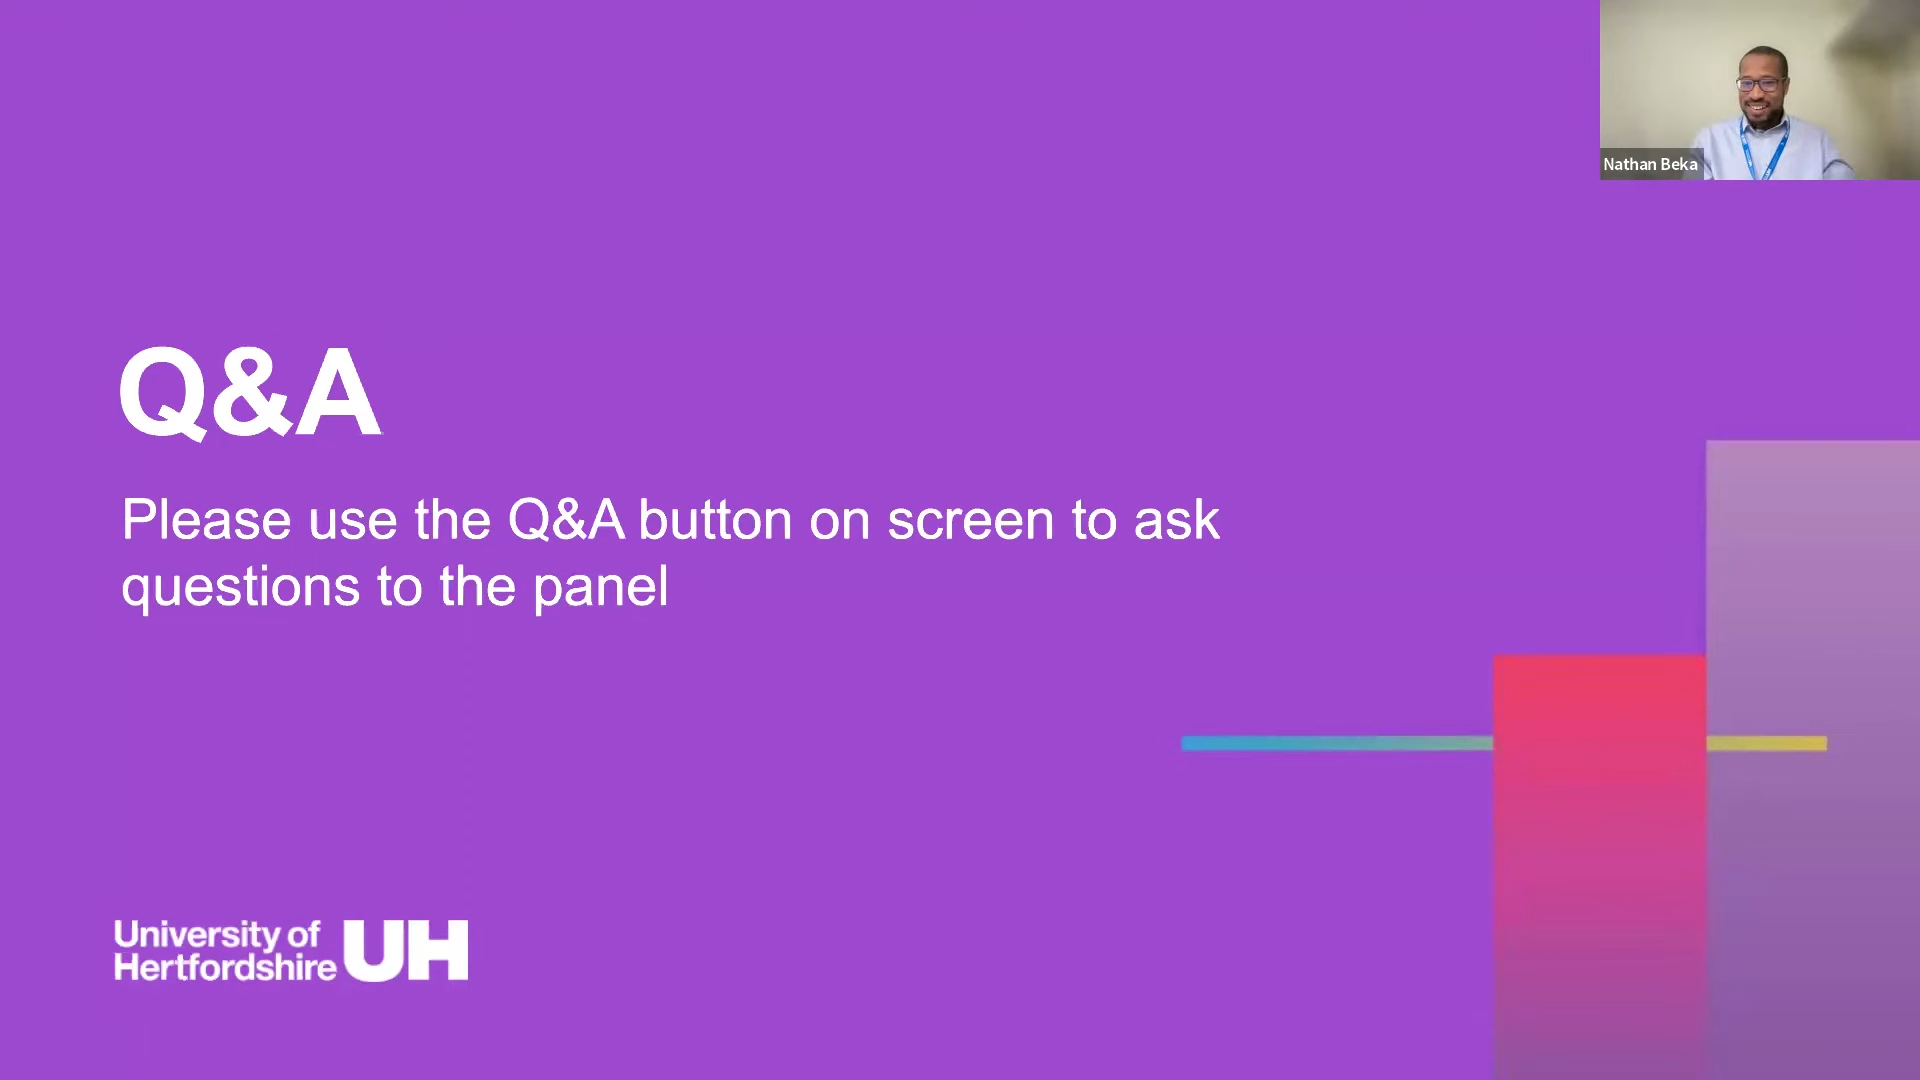 Nathan Beka
Q&A
Please use the Q&A button on screen to ask
questions to the panel
University of
Hertfordshire UH